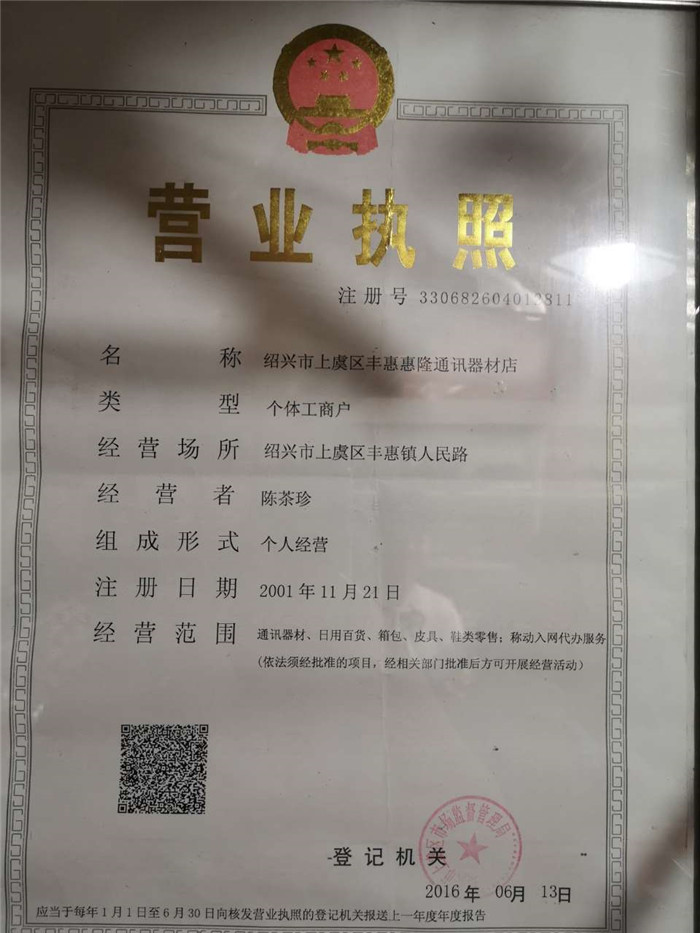 营业执照
注册号 330682604012811
名称 绍兴市上虞区丰惠惠隆通讯器材店
类型 个体工商户
经营场所 绍兴市上虞区丰惠镇人民路
经营者 陈茶珍
组成形式 个人经营
注册日期 2001年11月21日
经营范围 通讯器材、日用百货、箱包、皮具、鞋类零售；称动入网代办服务
(依法须经批准的项目，经相关部门批准后方可开展经营活动)
区市场监督管理局
登记机关
2016年 06月 13日
应当于每年1月1日至6月30日向核发营业执照的登记机关报送上一年度年度报告